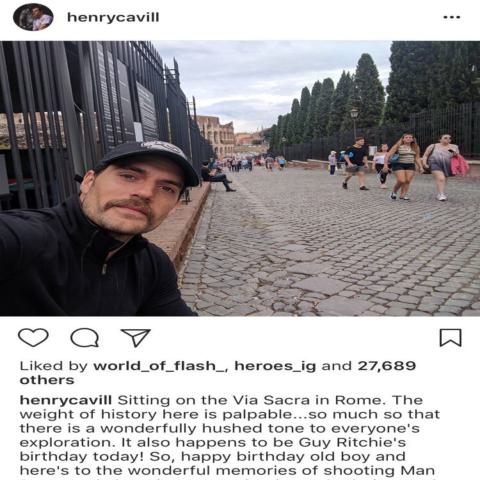 henrycavill
Liked by world_of_flash_, heroes_ig and 27,689
others
henrycavill Sitting on the Via Sacra in Rome. The
weight of history here is palpable...so much so that
there is a wonderfully hushed tone to everyone's
exploration. It also happens to be Guy Ritchie's
birthday today! So, happy birthday old boy and
here's to the wonderful memories of shooting Man